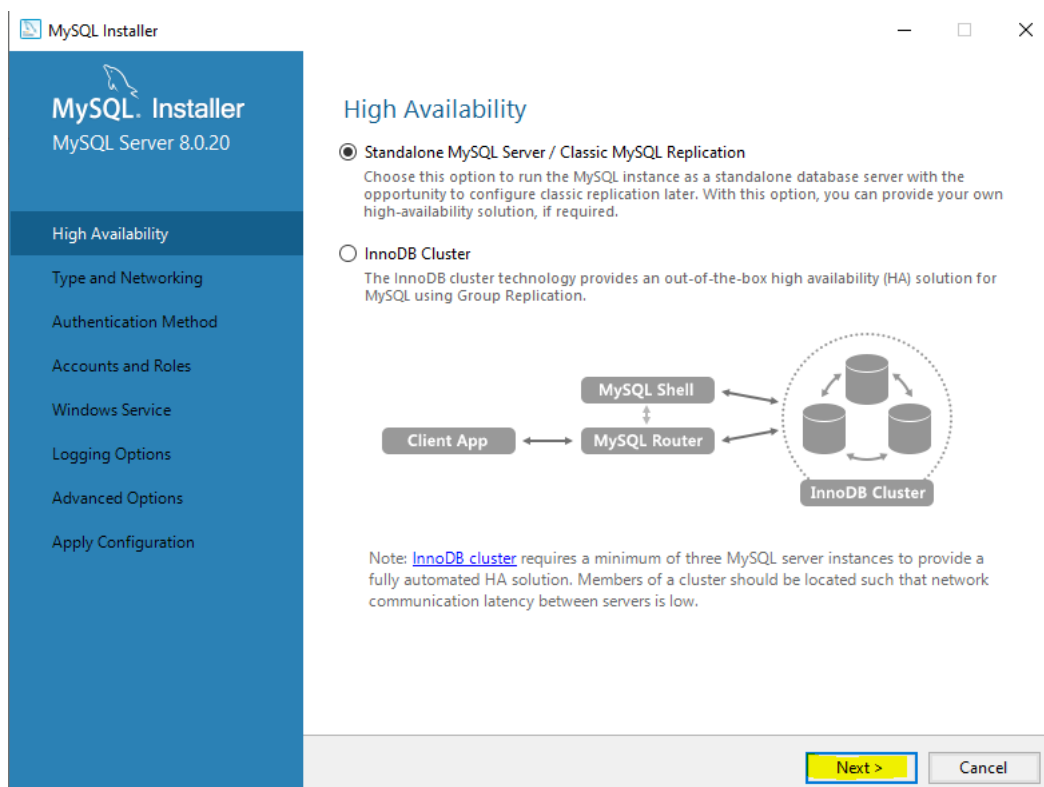 MySQL Installer
MySQL. Installer
MySQL Server 8.0.20
High Availability
Type and Networking
Authentication Method
Accounts and Roles
Windows Service
Logging Options
Advanced Options
Apply Configuration
High Availability
Standalone MySQL Server / Classic MySQL Replication
Choose this option to run the MySQL instance as a standalone database server with the
opportunity to configure classic replication later. With this option, you can provide your own
high-availability solution, if required.
InnoDB Cluster
The InnoDB cluster technology provides an out-of-the-box high availability (HA) solution for
MySQL using Group Replication.
MySQL Shell
Client App
MySQL Router
InnoDB Cluster
Note: InnoDB cluster requires a minimum of three MySQL server instances to provide a
fully automated HA solution. Members of a cluster should be located such that network
communication latency between servers is low.
Next >
Cancel